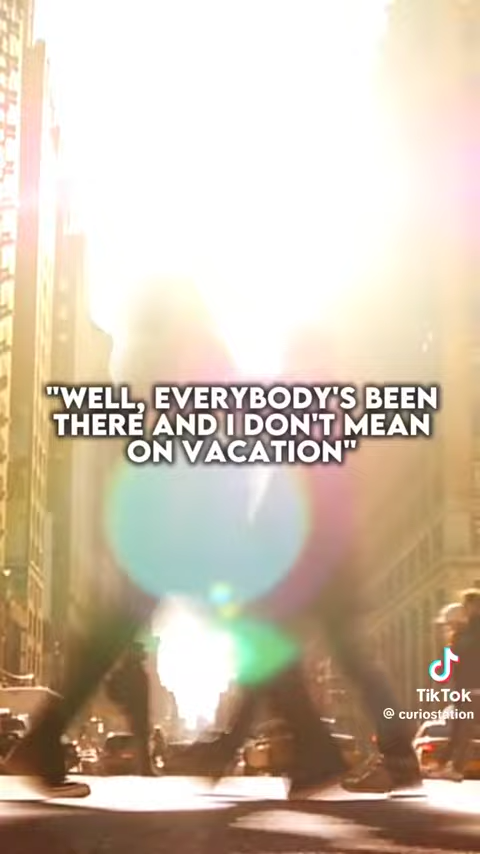 "WELL, EVERYBODY'S BEEN
THERE AND I DON'T MEAN
ON VACATION"
TikTok
@ curiostation